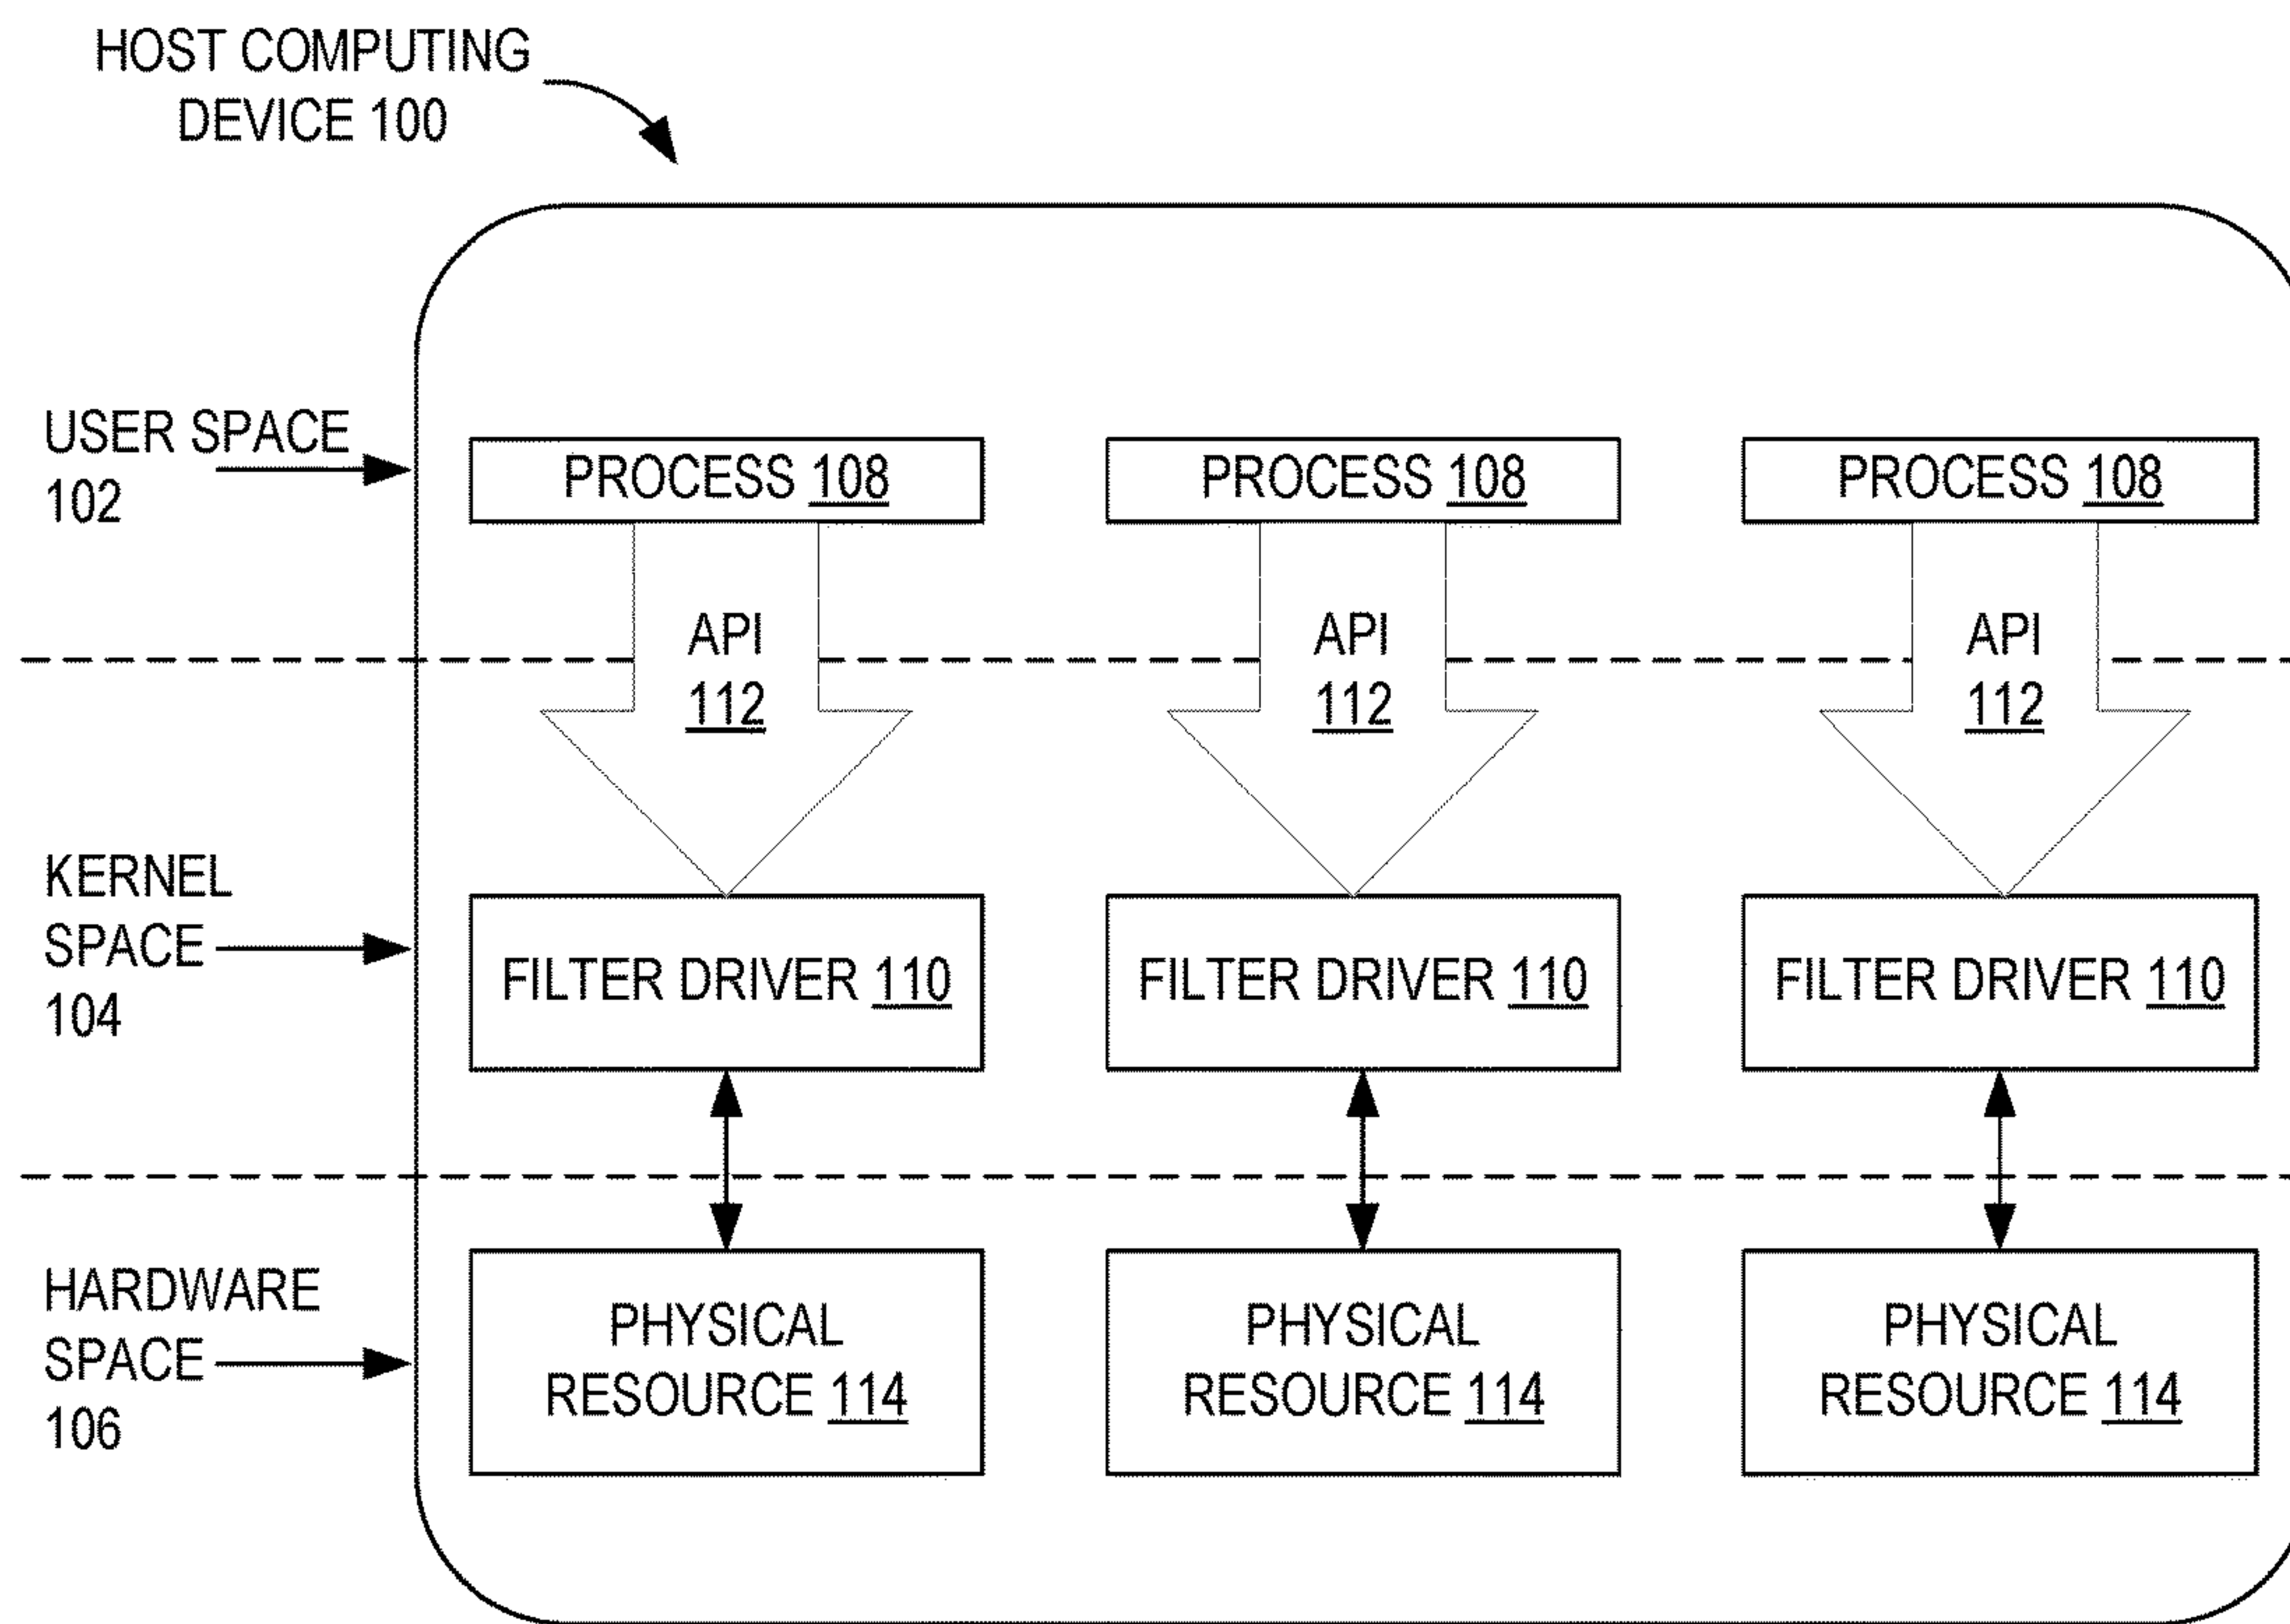 HOST COMPUTING
DEVICE 100
USER SPACE
102
PROCESS 108
PROCESS 108
PROCESS 108
API
112
API
112
API
112
KERNEL
SPACE
104
FILTER DRIVER 110
FILTER DRIVER 110
FILTER DRIVER 110
HARDWARE
SPACE
106
PHYSICAL
RESOURCE 114
PHYSICAL
RESOURCE 114
PHYSICAL
RESOURCE 114